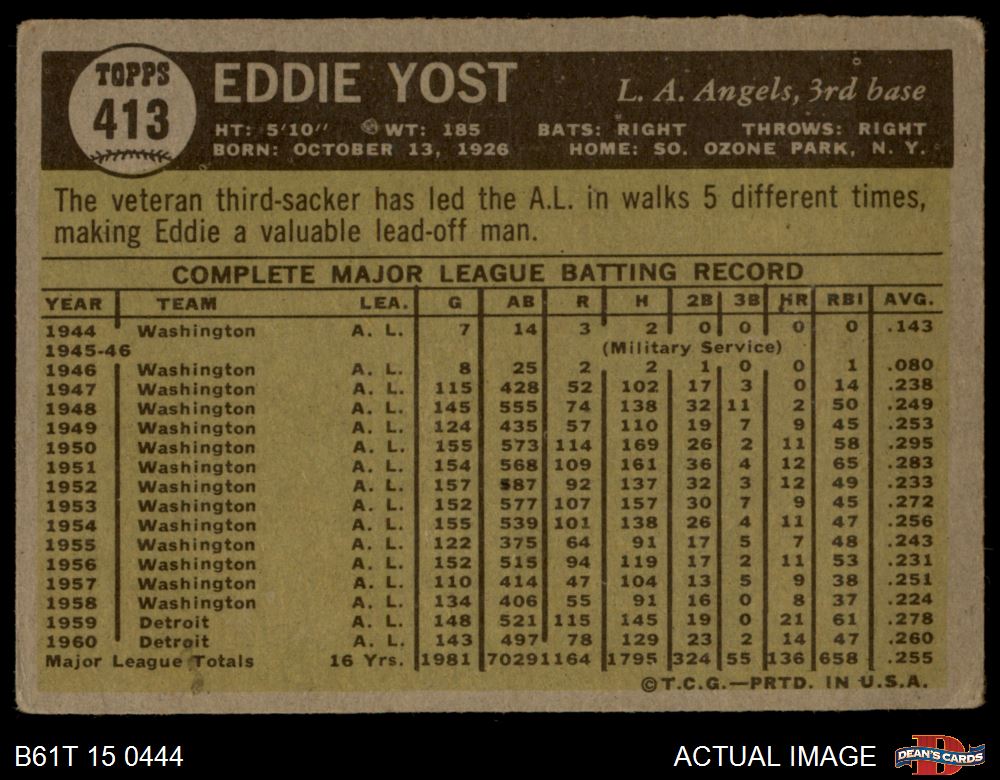 TOPPS
413
EDDIE YOST
L. A. Angels, 3rd base
HT: 5'10" WT: 185 BATS: RIGHT THROWS: RIGHT
BORN: OCTOBER 13, 1926 HOME: SO. OZONE PARK, N. Y.
The veteran third-sacker has led the A.L. in walks 5 different times,
making Eddie a valuable lead-off man.
COMPLETE MAJOR LEAGUE BATTING RECORD
YEAR TEAM LEA. G AB R H 2B 3B HR RBI AVG.
1944 Washington A. L. 7 14 3 2 0 0 0 0 .143
1945-46 (Military Service)
1946 Washington A. L. 8 25 2 2 1 0 0 1 .080
1947 Washington A. L. 115 428 52 102 17 3 0 14 .238
1948 Washington A. L. 145 555 74 138 32 11 2 50 .249
1949 Washington A. L. 124 435 57 110 19 7 9 45 .253
1950 Washington A. L. 155 573 114 169 26 2 11 58 .295
1951 Washington A. L. 154 568 109 161 36 4 12 65 .283
1952 Washington A. L. 157 587 92 137 32 3 12 49 .233
1953 Washington A. L. 152 577 107 157 30 7 9 45 .272
1954 Washington A. L. 155 539 101 138 26 4 11 47 .256
1955 Washington A. L. 122 375 64 91 17 5 7 48 .243
1956 Washington A. L. 152 515 94 119 17 2 11 53 .231
1957 Washington A. L. 110 414 47 104 13 5 9 38 .251
1958 Washington A. L. 134 406 55 91 16 0 8 37 .224
1959 Detroit A. L. 148 521 115 145 19 0 21 61 .278
1960 Detroit A. L. 143 497 78 129 23 2 14 47 .260
Major League Totals 16 Yrs. 1981 7029 1164 1795 324 55 136 658 .255
©T.C.G.—PRTD. IN U.S.A.
B61T 15 0444 ACTUAL IMAGE DEAN'S CARDS